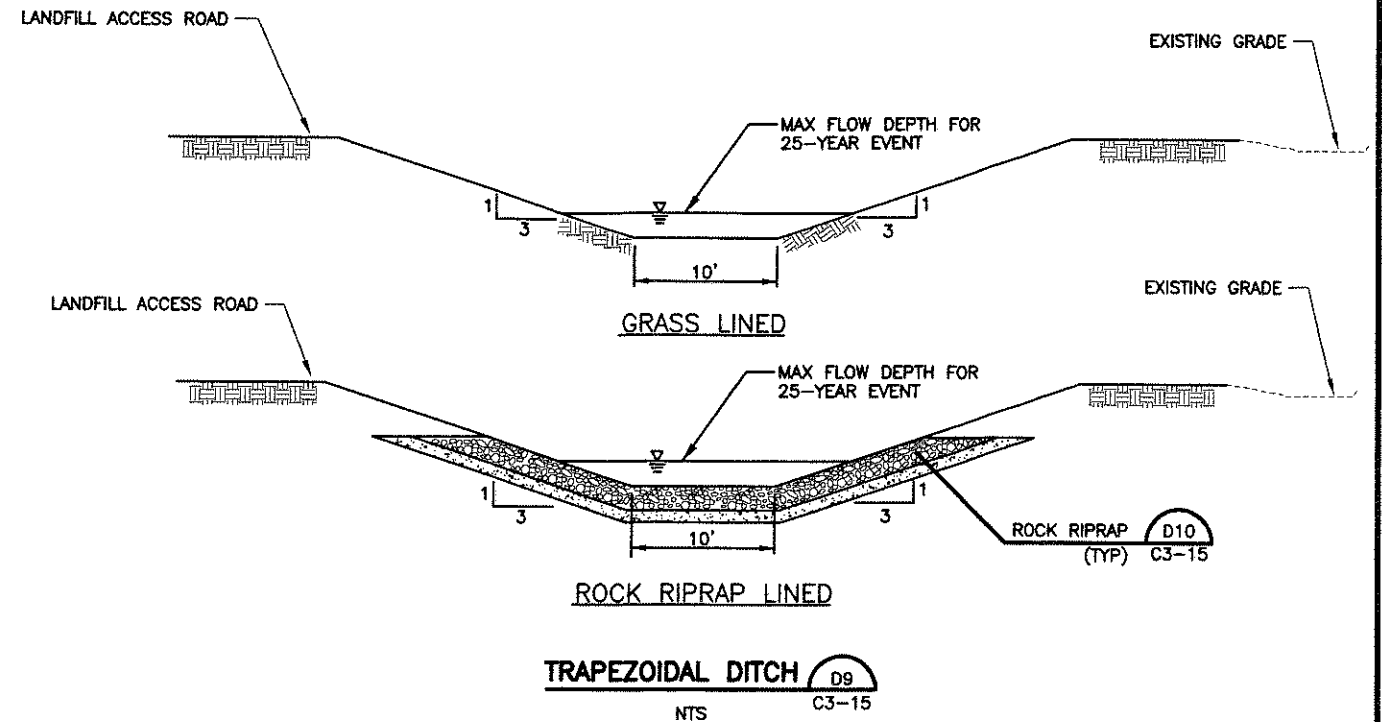 LANDFILL ACCESS ROAD
EXISTING GRADE
MAX FLOW DEPTH FOR
25-YEAR EVENT
1
3
3
1
10'
GRASS LINED
LANDFILL ACCESS ROAD
EXISTING GRADE
MAX FLOW DEPTH FOR
25-YEAR EVENT
1
3
3
1
10'
ROCK RIPRAP
(TYP)
D10
C3-15
ROCK RIPRAP LINED
TRAPEZOIDAL DITCH
D9
C3-15
NTS